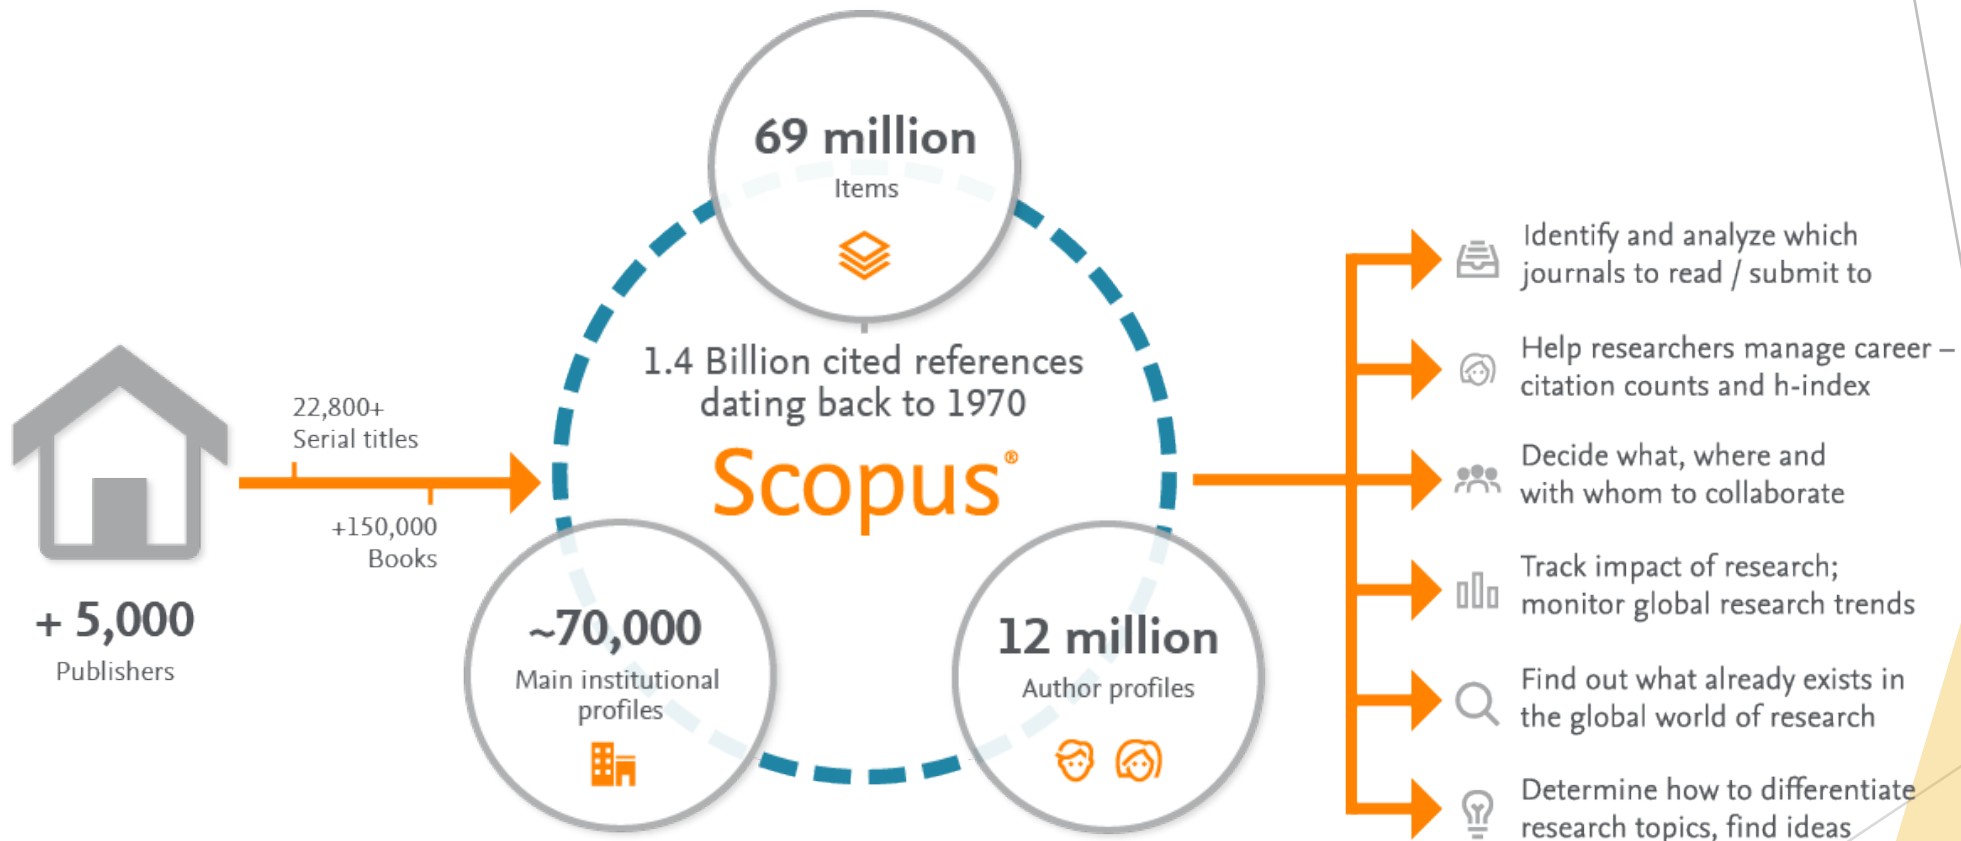 69 million
Items
1.4 Billion cited references
dating back to 1970
Scopus®
22,800+
Serial titles
+150,000
Books
+ 5,000
Publishers
~70,000
Main institutional
profiles
12 million
Author profiles
Identify and analyze which
journals to read / submit to
Help researchers manage career –
citation counts and h-index
Decide what, where and
with whom to collaborate
Track impact of research;
monitor global research trends
Find out what already exists in
the global world of research
Determine how to differentiate
research topics, find ideas